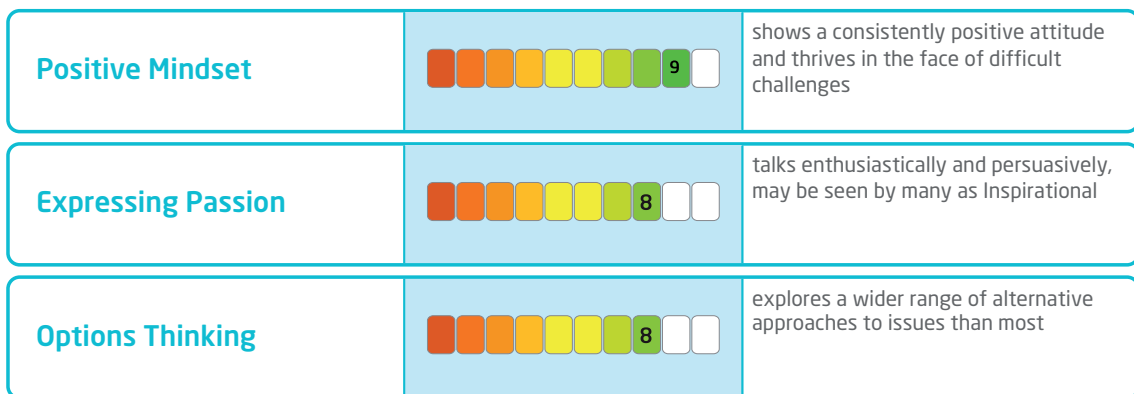 Positive Mindset
9
shows a consistently positive attitude
and thrives in the face of difficult
challenges
Expressing Passion
8
talks enthusiastically and persuasively,
may be seen by many as Inspirational
Options Thinking
8
explores a wider range of alternative
approaches to issues than most